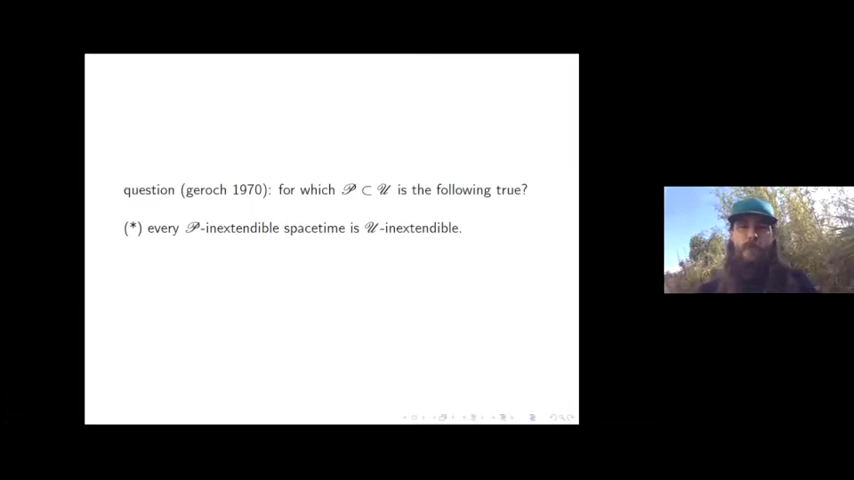 question (geroch 1970): for which 𝒫 ⊂ 𝒰 is the following true?
(*) every 𝒫-inextendible spacetime is 𝒰-inextendible.